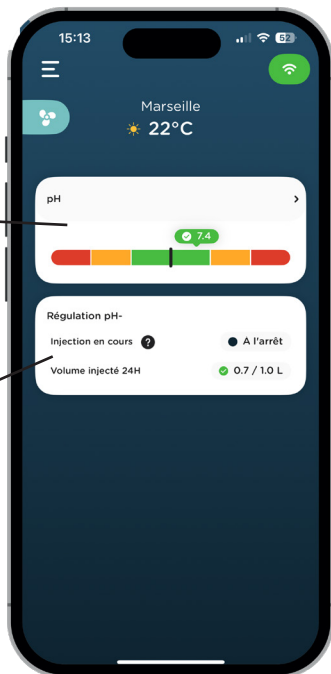 15:13
52
Marseille
22°C
pH
7.4
Régulation pH-
Injection en cours ? A l'arrêt
Volume injecté 24H 0.7 / 1.0 L